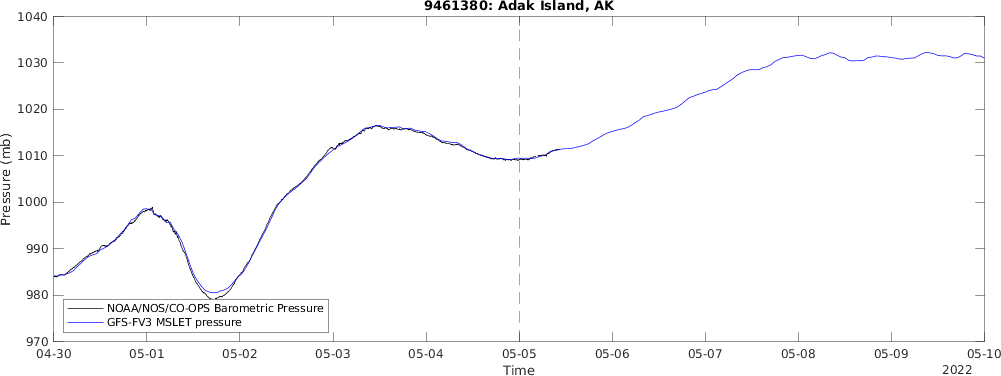 9461380: Adak Island, AK
1040
1030
1020
1010
1000
990
980
970
Pressure (mb)
NOAA/NOS/CO-OPS Barometric Pressure
GFS-FV3 MSLET pressure
04-30 05-01 05-02 05-03 05-04 05-05 05-06 05-07 05-08 05-09 05-10
Time
2022